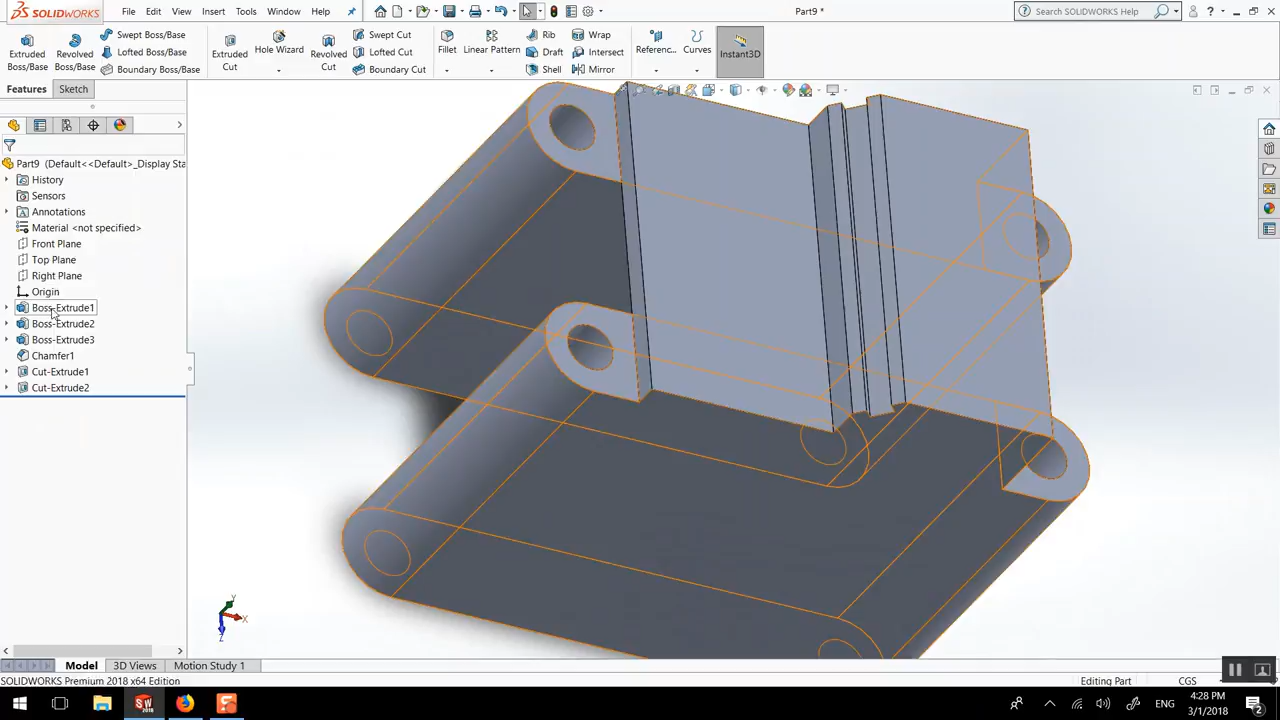 SOLIDWORKS
File Edit View Insert Tools Window Help
Part9 *
Search SOLIDWORKS Help
Extruded Boss/Base
Revolved Boss/Base
Swept Boss/Base
Lofted Boss/Base
Boundary Boss/Base
Extruded Cut
Hole Wizard
Revolved Cut
Swept Cut
Lofted Cut
Boundary Cut
Fillet
Linear Pattern
Rib
Draft
Shell
Wrap
Intersect
Mirror
Referenc...
Curves
Instant3D
Features Sketch
Part9 (Default<<Default>_Display Sta
History
Sensors
Annotations
Material <not specified>
Front Plane
Top Plane
Right Plane
Origin
Boss-Extrude1
Boss-Extrude2
Boss-Extrude3
Chamfer1
Cut-Extrude1
Cut-Extrude2
Y
X
Z
Model 3D Views Motion Study 1
SOLIDWORKS Premium 2018 x64 Edition
Editing Part
CGS
SW 2018
ENG
4:28 PM
3/1/2018
2